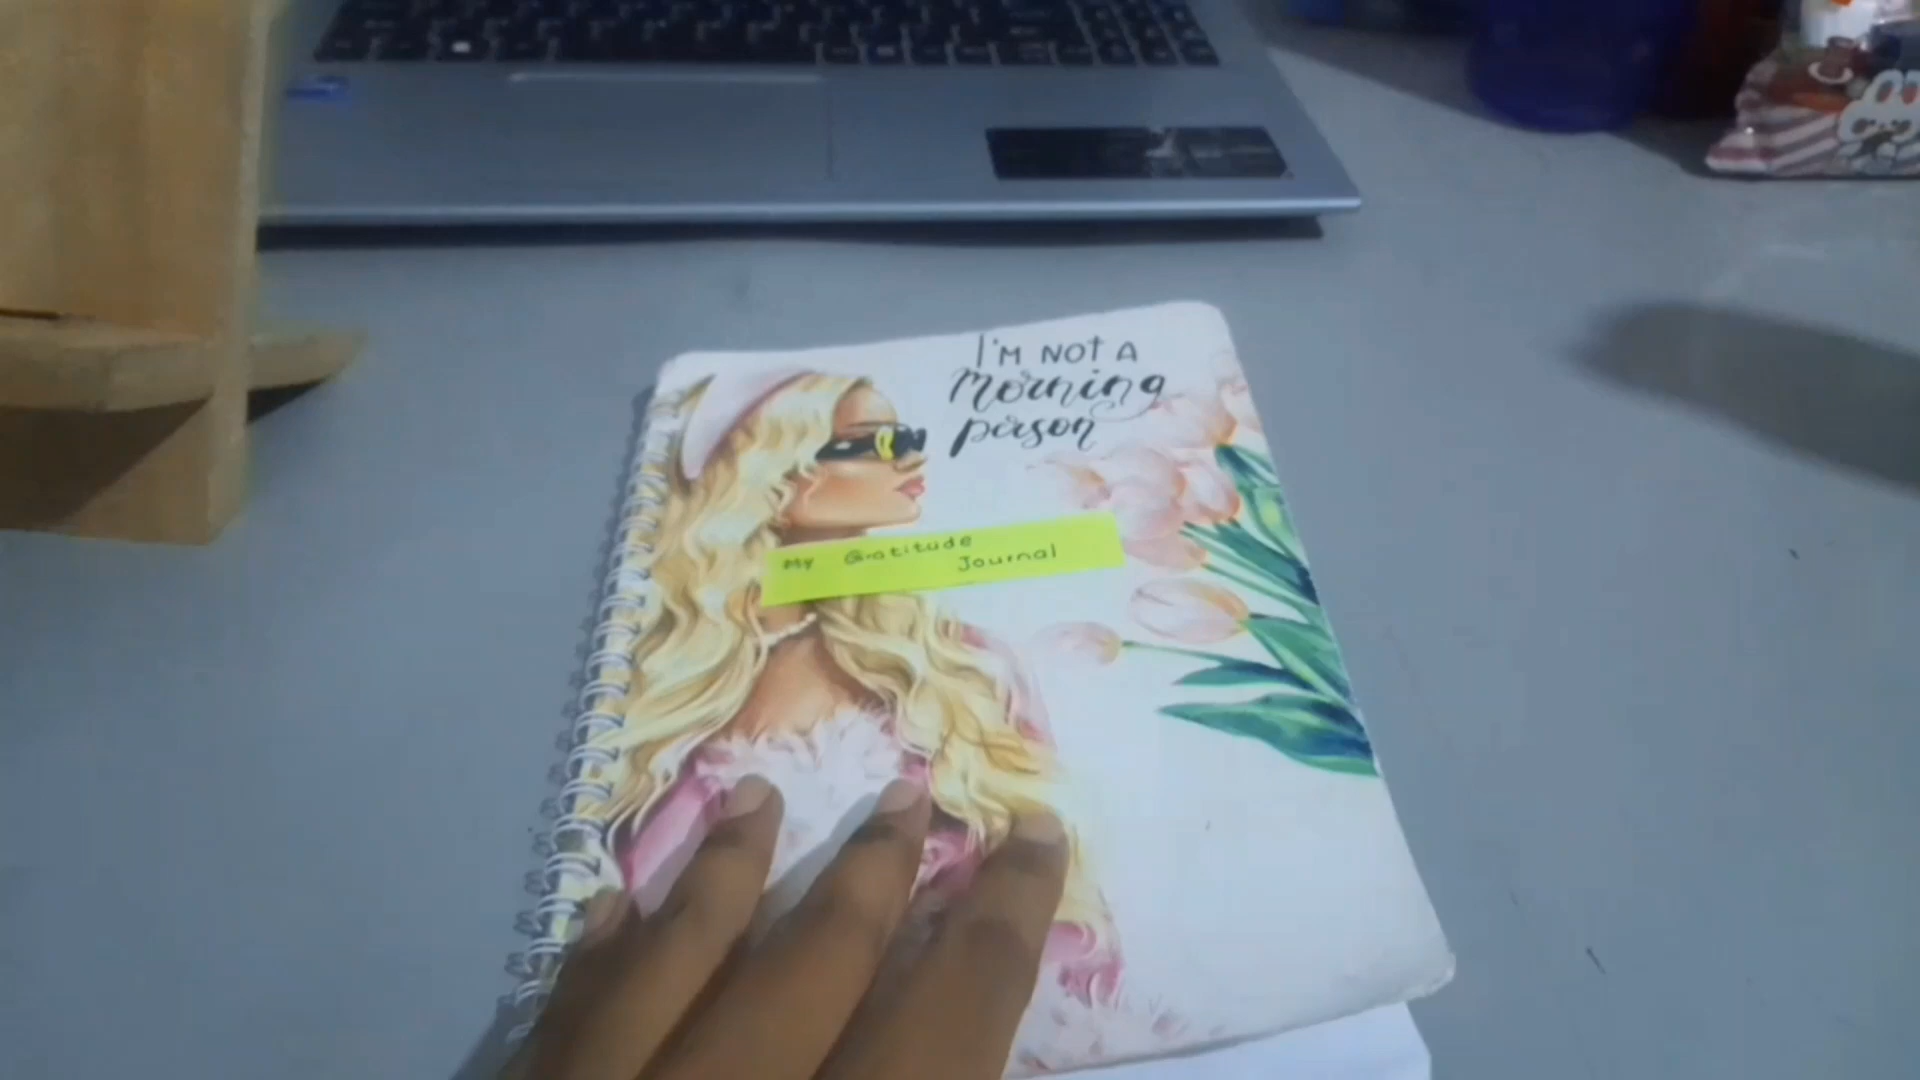 I'M NOT A
Morning
person
My Gratitude
Journal